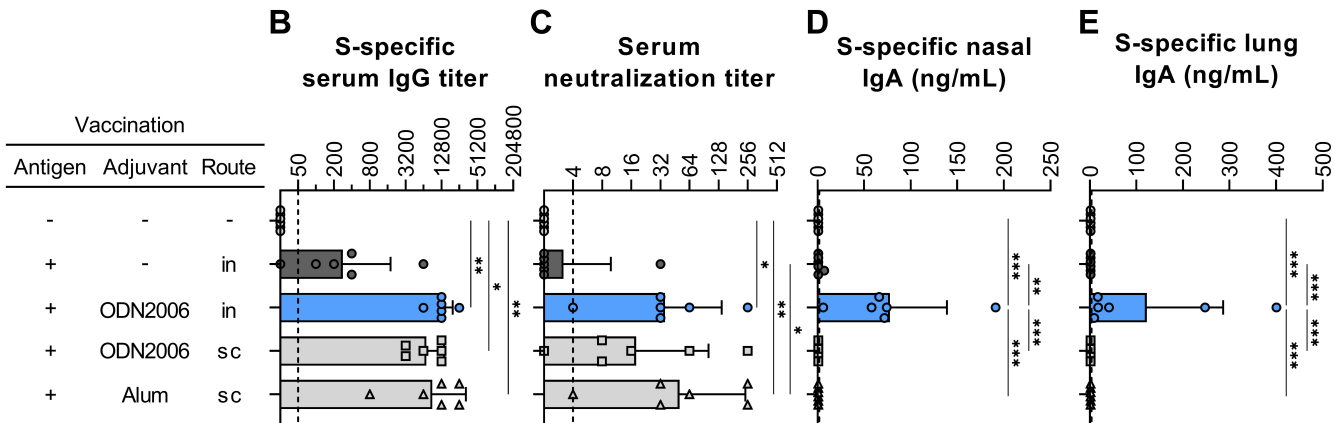 B
S-specific
serum IgG titer
50
200
800
3200
12800
51200
204800
C
Serum
neutralization titer
4
8
16
32
64
128
256
512
D
S-specific nasal
IgA (ng/mL)
0
50
100
150
200
250
E
S-specific lung
IgA (ng/mL)
0
100
200
300
400
500
Vaccination
Antigen Adjuvant Route
- - -
+ - in
+ ODN2006 in
+ ODN2006 sc
+ Alum sc
**
*
**
*
**
*
***
**
***
***
***
***
***
***